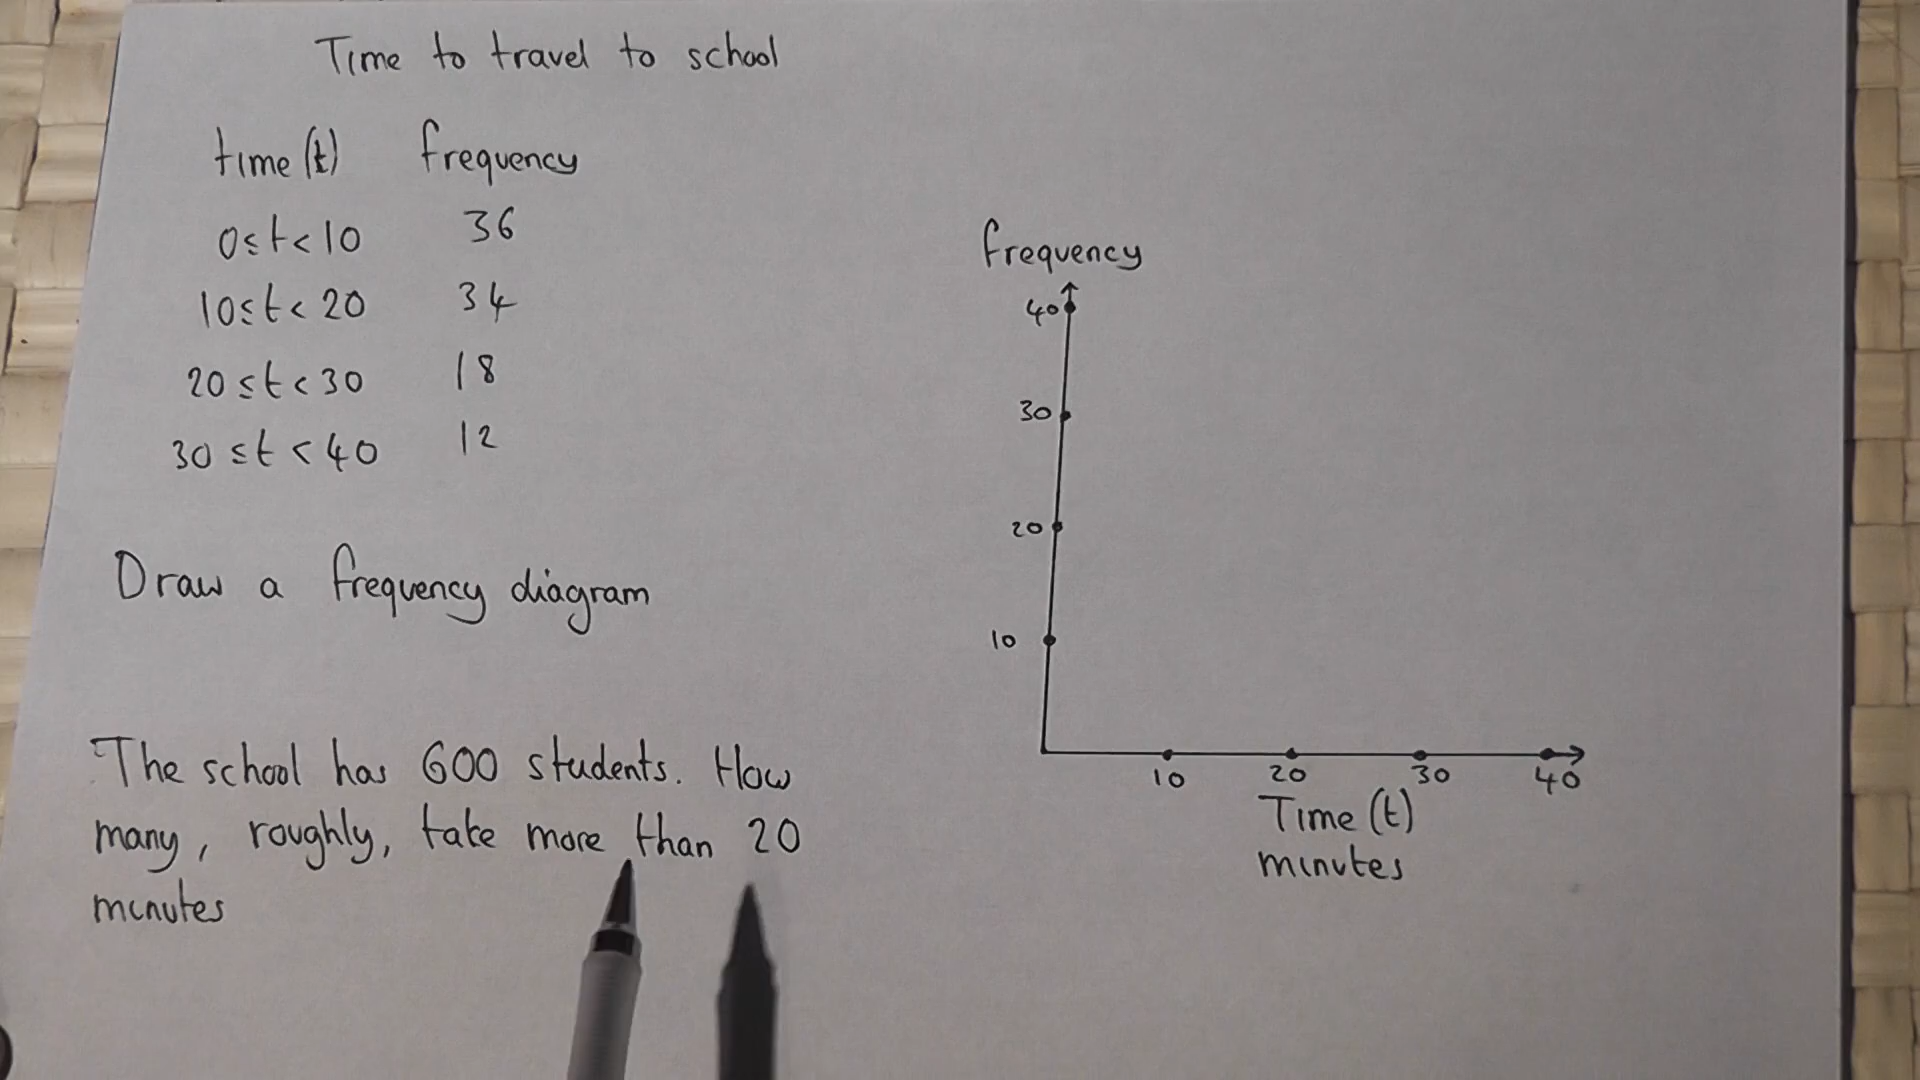 Time to travel to school
time (t) frequency
0≤t<10 36
10≤t<20 34
20≤t<30 18
30≤t<40 12
Draw a frequency diagram
The school has 600 students. How
many, roughly, take more than 20
minutes
frequency
40
30
20
10
10 20 30 40
Time (t)
minutes